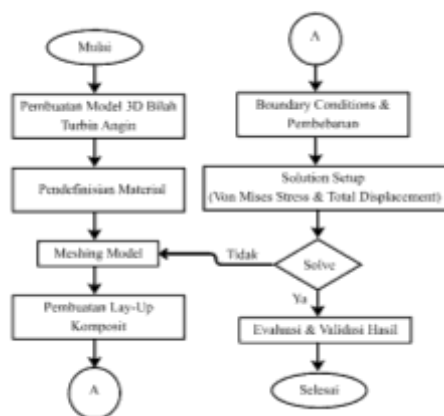 Mulai
Pembuatan Model 3D Bilah
Turbin Angin
Pendefinisian Material
Meshing Model
Pembuatan Lay-Up
Komposit
A
A
Boundary Conditions &
Pembebanan
Solution Setup
(Von Mises Stress & Total Displacement)
Solve
Tidak
Ya
Evaluasi & Validasi Hasil
Selesai